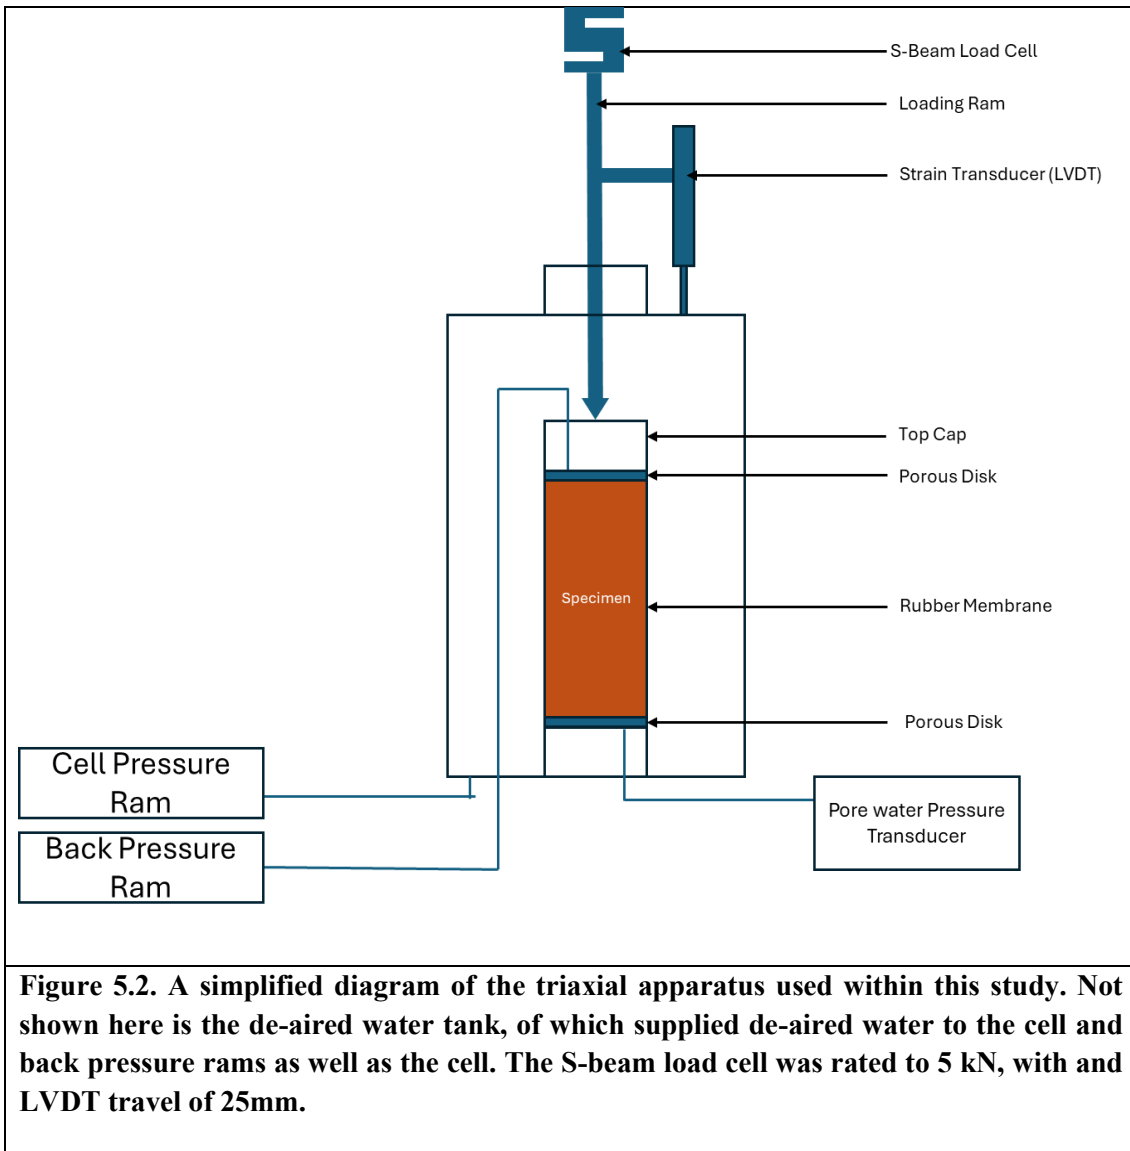 S-Beam Load Cell
Loading Ram
Strain Transducer (LVDT)
Top Cap
Porous Disk
Specimen
Rubber Membrane
Porous Disk
Cell Pressure
Ram
Back Pressure
Ram
Pore water Pressure
Transducer
Figure 5.2. A simplified diagram of the triaxial apparatus used within this study. Not
shown here is the de-aired water tank, of which supplied de-aired water to the cell and
back pressure rams as well as the cell. The S-beam load cell was rated to 5 kN, with and
LVDT travel of 25mm.